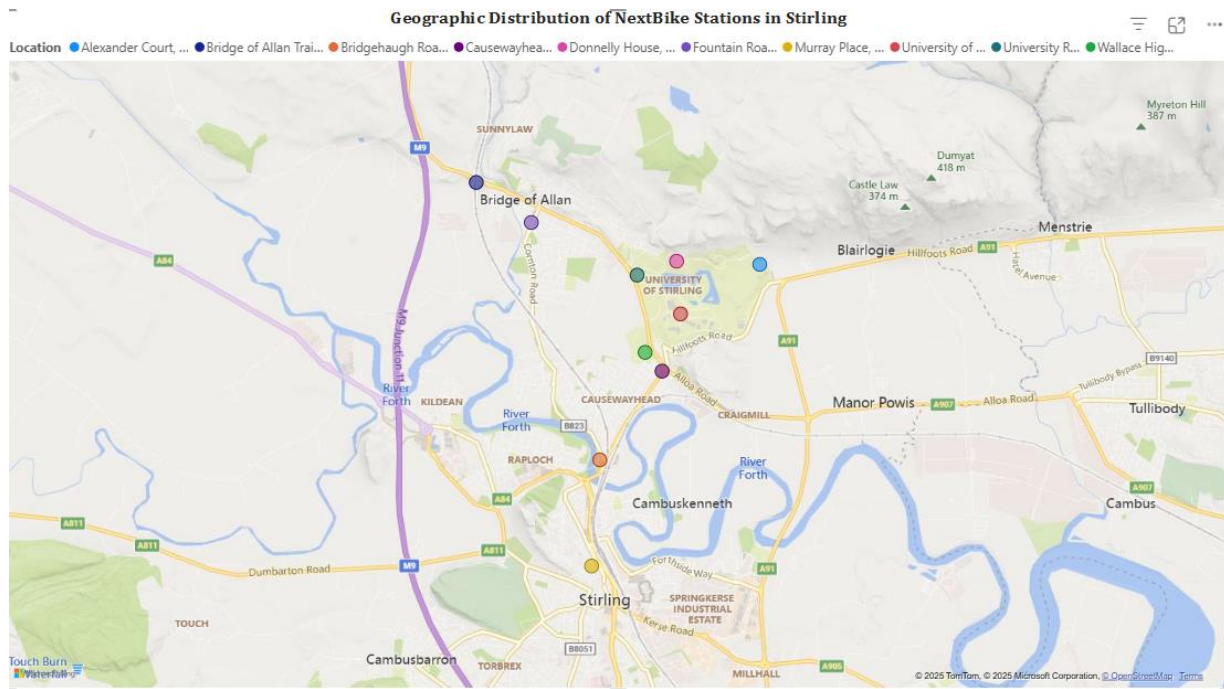 Geographic Distribution of NextBike Stations in Stirling
Location Alexander Court, ... Bridge of Allan Trai... Bridgehaugh Roa... Causewayhea... Donnelly House, ... Fountain Roa... Murray Place, ... University of ... University R... Wallace Hig...
Myreton Hill
387 m
SUNNYLAW
M9
Dumyat
418 m
Castle Law
374 m
Bridge of Allan
Menstrie
Blairlogie
Hillfoots Road
A91
A84
Cornton Road
Hazel Avenue
UNIVERSITY
OF STIRLING
M9 Junction 11
Hillfoots Road
A91
B9140
Tullibody Bypass
River
Forth
KILDEAN
CAUSEWAYHEAD
Alloa Road
CRAIGMILL
Manor Powis
A907
Alloa Road
Tullibody
River
Forth
B823
RAPLOCH
River
Forth
A907
A84
Cambuskenneth
Cambus
A811
A811
A811
Dumbarton Road
M9
Forthside Way
A91
Stirling
SPRINGKERSE
INDUSTRIAL
ESTATE
TOUCH
Kerse Road
B8051
Cambusbarron
TORBREX
MILLHALL
A905
Touch Burn
Waterfall
© 2025 TomTom, © 2025 Microsoft Corporation, © OpenStreetMap Terms